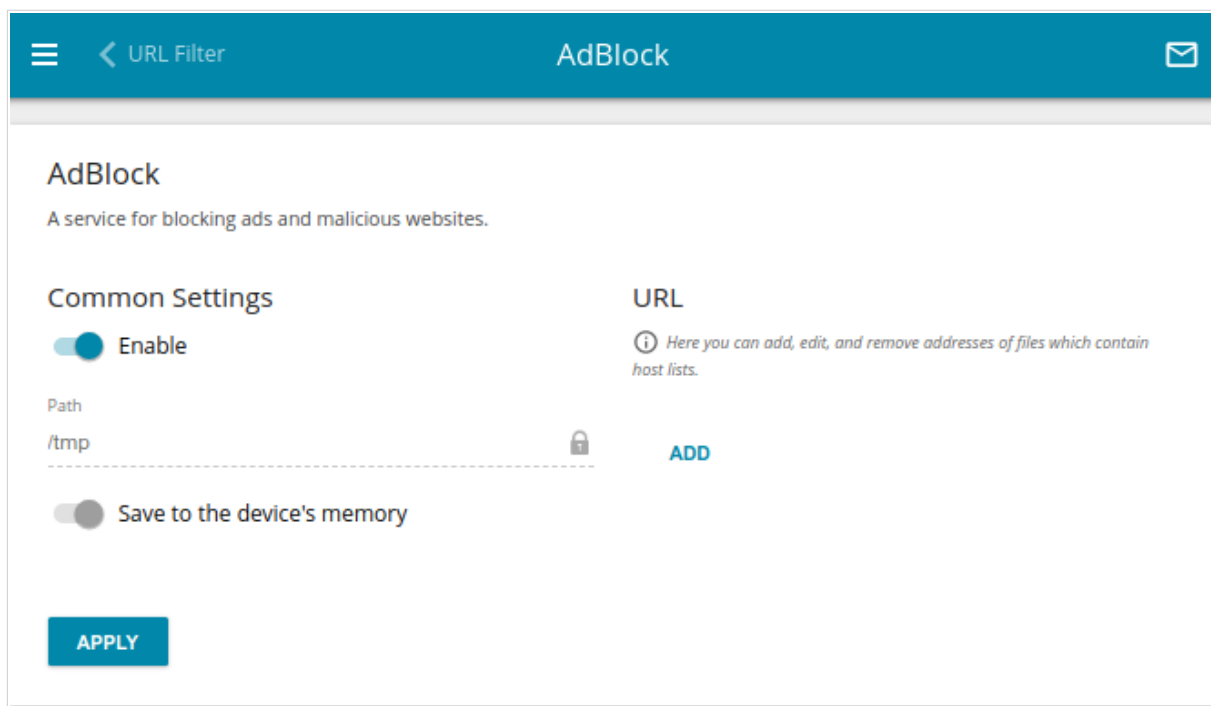 URL Filter
AdBlock
AdBlock
A service for blocking ads and malicious websites.
Common Settings
Enable
Path
/tmp
Save to the device's memory
APPLY
URL
Here you can add, edit, and remove addresses of files which contain
host lists.
ADD